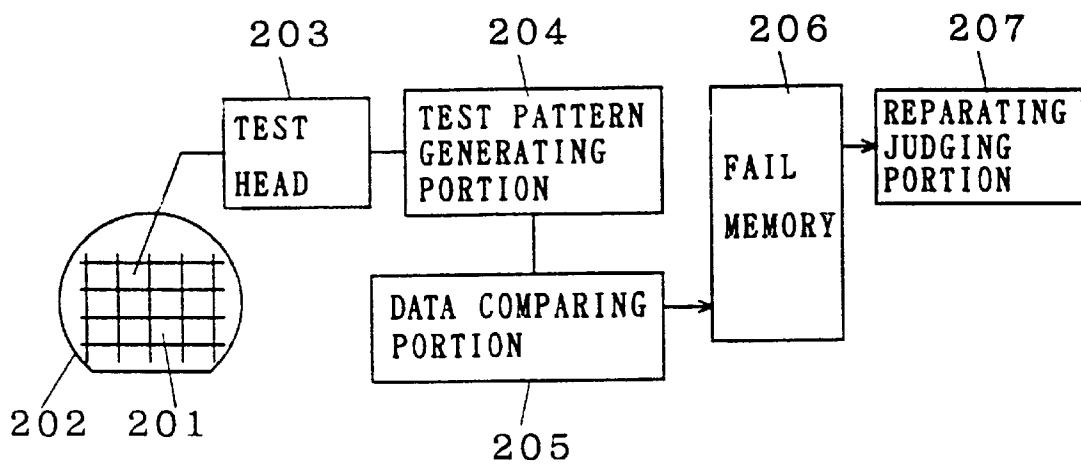 203
204
206
207
TEST
HEAD
TEST PATTERN
GENERATING
PORTION
FAIL
MEMORY
REPARATING
JUDGING
PORTION
DATA COMPARING
PORTION
202
201
205